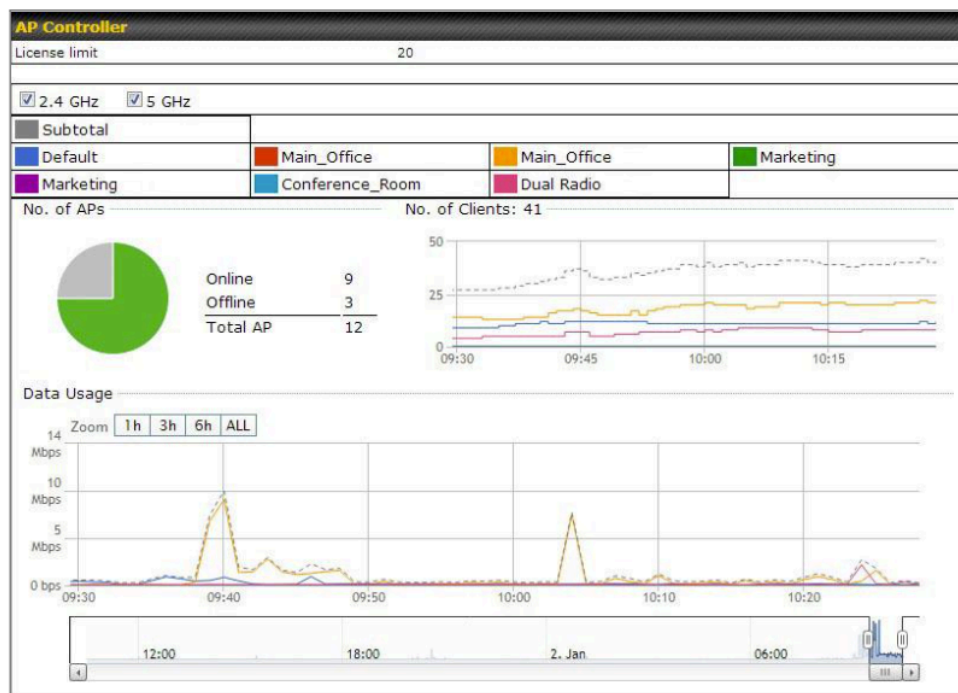 AP Controller
License limit 20
2.4 GHz 5 GHz
Subtotal
Default Main_Office Main_Office Marketing
Marketing Conference_Room Dual Radio
No. of APs No. of Clients: 41
Online 9
Offline 3
Total AP 12
50
25
0
09:30 09:45 10:00 10:15
Data Usage
Zoom 1h 3h 6h ALL
14 Mbps
10 Mbps
5 Mbps
0 bps
09:30 09:40 09:50 10:00 10:10 10:20
12:00 18:00 2. Jan 06:00